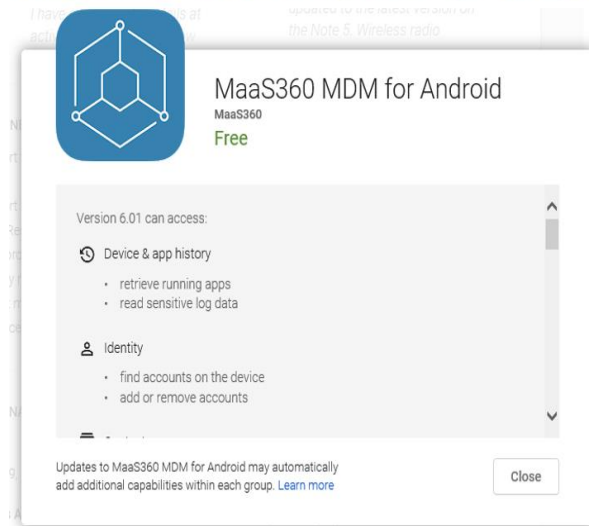 I have
updated to the latest version on
the Note 5. Wireless radio
MaaS360 MDM for Android
MaaS360
Free
Version 6.01 can access:
Device & app history
• retrieve running apps
• read sensitive log data
Identity
• find accounts on the device
• add or remove accounts
Updates to MaaS360 MDM for Android may automatically
add additional capabilities within each group. Learn more
Close